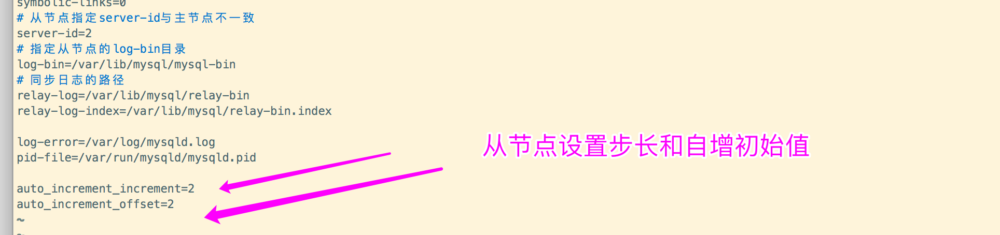 symbolic-links=0
# 从节点指定server-id与主节点不一致
server-id=2
# 指定从节点的log-bin目录
log-bin=/var/lib/mysql/mysql-bin
# 同步日志的路径
relay-log=/var/lib/mysql/relay-bin
relay-log-index=/var/lib/mysql/relay-bin.index
log-error=/var/log/mysqld.log
从节点设置步长和自增初始值
pid-file=/var/run/mysqld/mysqld.pid
auto_increment_increment=2
auto_increment_offset=2
~
~